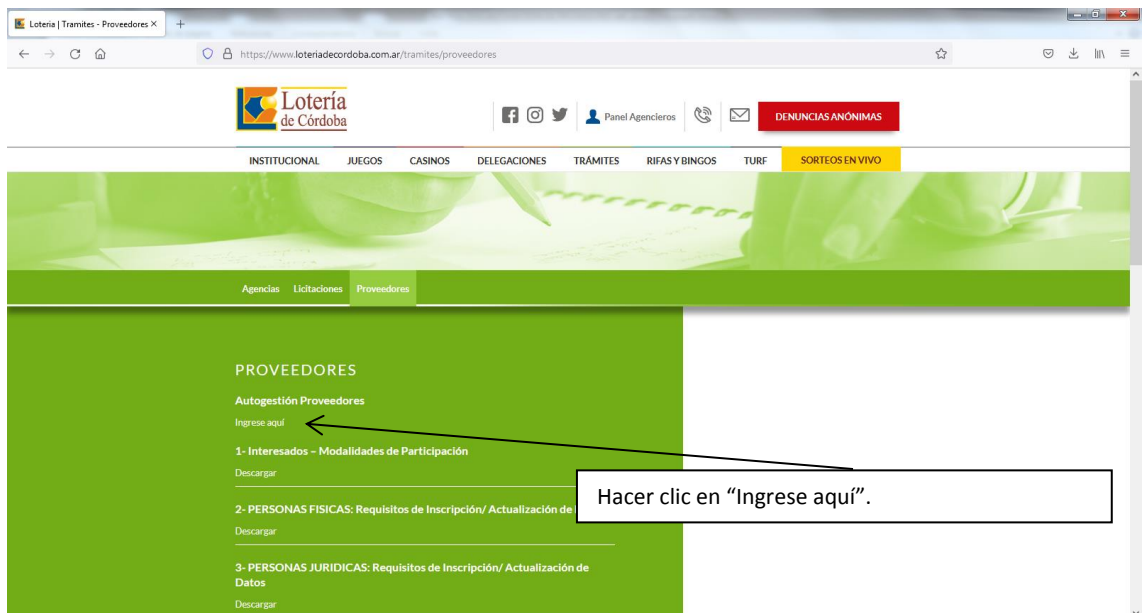 Loteria | Tramites - Proveedores
https://www.loteriadecordoba.com.ar/tramites/proveedores
Lotería
de Córdoba
Panel Agencieros
DENUNCIAS ANÓNIMAS
INSTITUCIONAL JUEGOS CASINOS DELEGACIONES TRÁMITES RIFAS Y BINGOS TURF SORTEOS EN VIVO
Agencias Licitaciones Proveedores
PROVEEDORES
Autogestión Proveedores
Ingrese aquí
1- Interesados – Modalidades de Participación
Descargar
Hacer clic en “Ingrese aquí”.
2- PERSONAS FISICAS: Requisitos de Inscripción/ Actualización de
Descargar
3- PERSONAS JURIDICAS: Requisitos de Inscripción/ Actualización de
Datos
Descargar